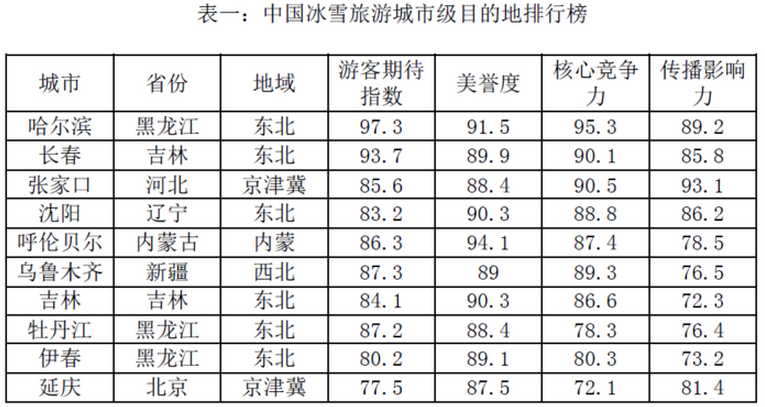 表一：中国冰雪旅游城市级目的地排行榜
城市 省份 地域 游客期待指数 美誉度 核心竞争力 传播影响力
哈尔滨 黑龙江 东北 97.3 91.5 95.3 89.2
长春 吉林 东北 93.7 89.9 90.1 85.8
张家口 河北 京津冀 85.6 88.4 90.5 93.1
沈阳 辽宁 东北 83.2 90.3 88.8 86.2
呼伦贝尔 内蒙古 内蒙 86.3 94.1 87.4 78.5
乌鲁木齐 新疆 西北 87.3 89 89.3 76.5
吉林 吉林 东北 84.1 90.3 86.6 72.3
牡丹江 黑龙江 东北 87.2 88.4 78.3 76.4
伊春 黑龙江 东北 80.2 89.1 80.3 73.2
延庆 北京 京津冀 77.5 87.5 72.1 81.4